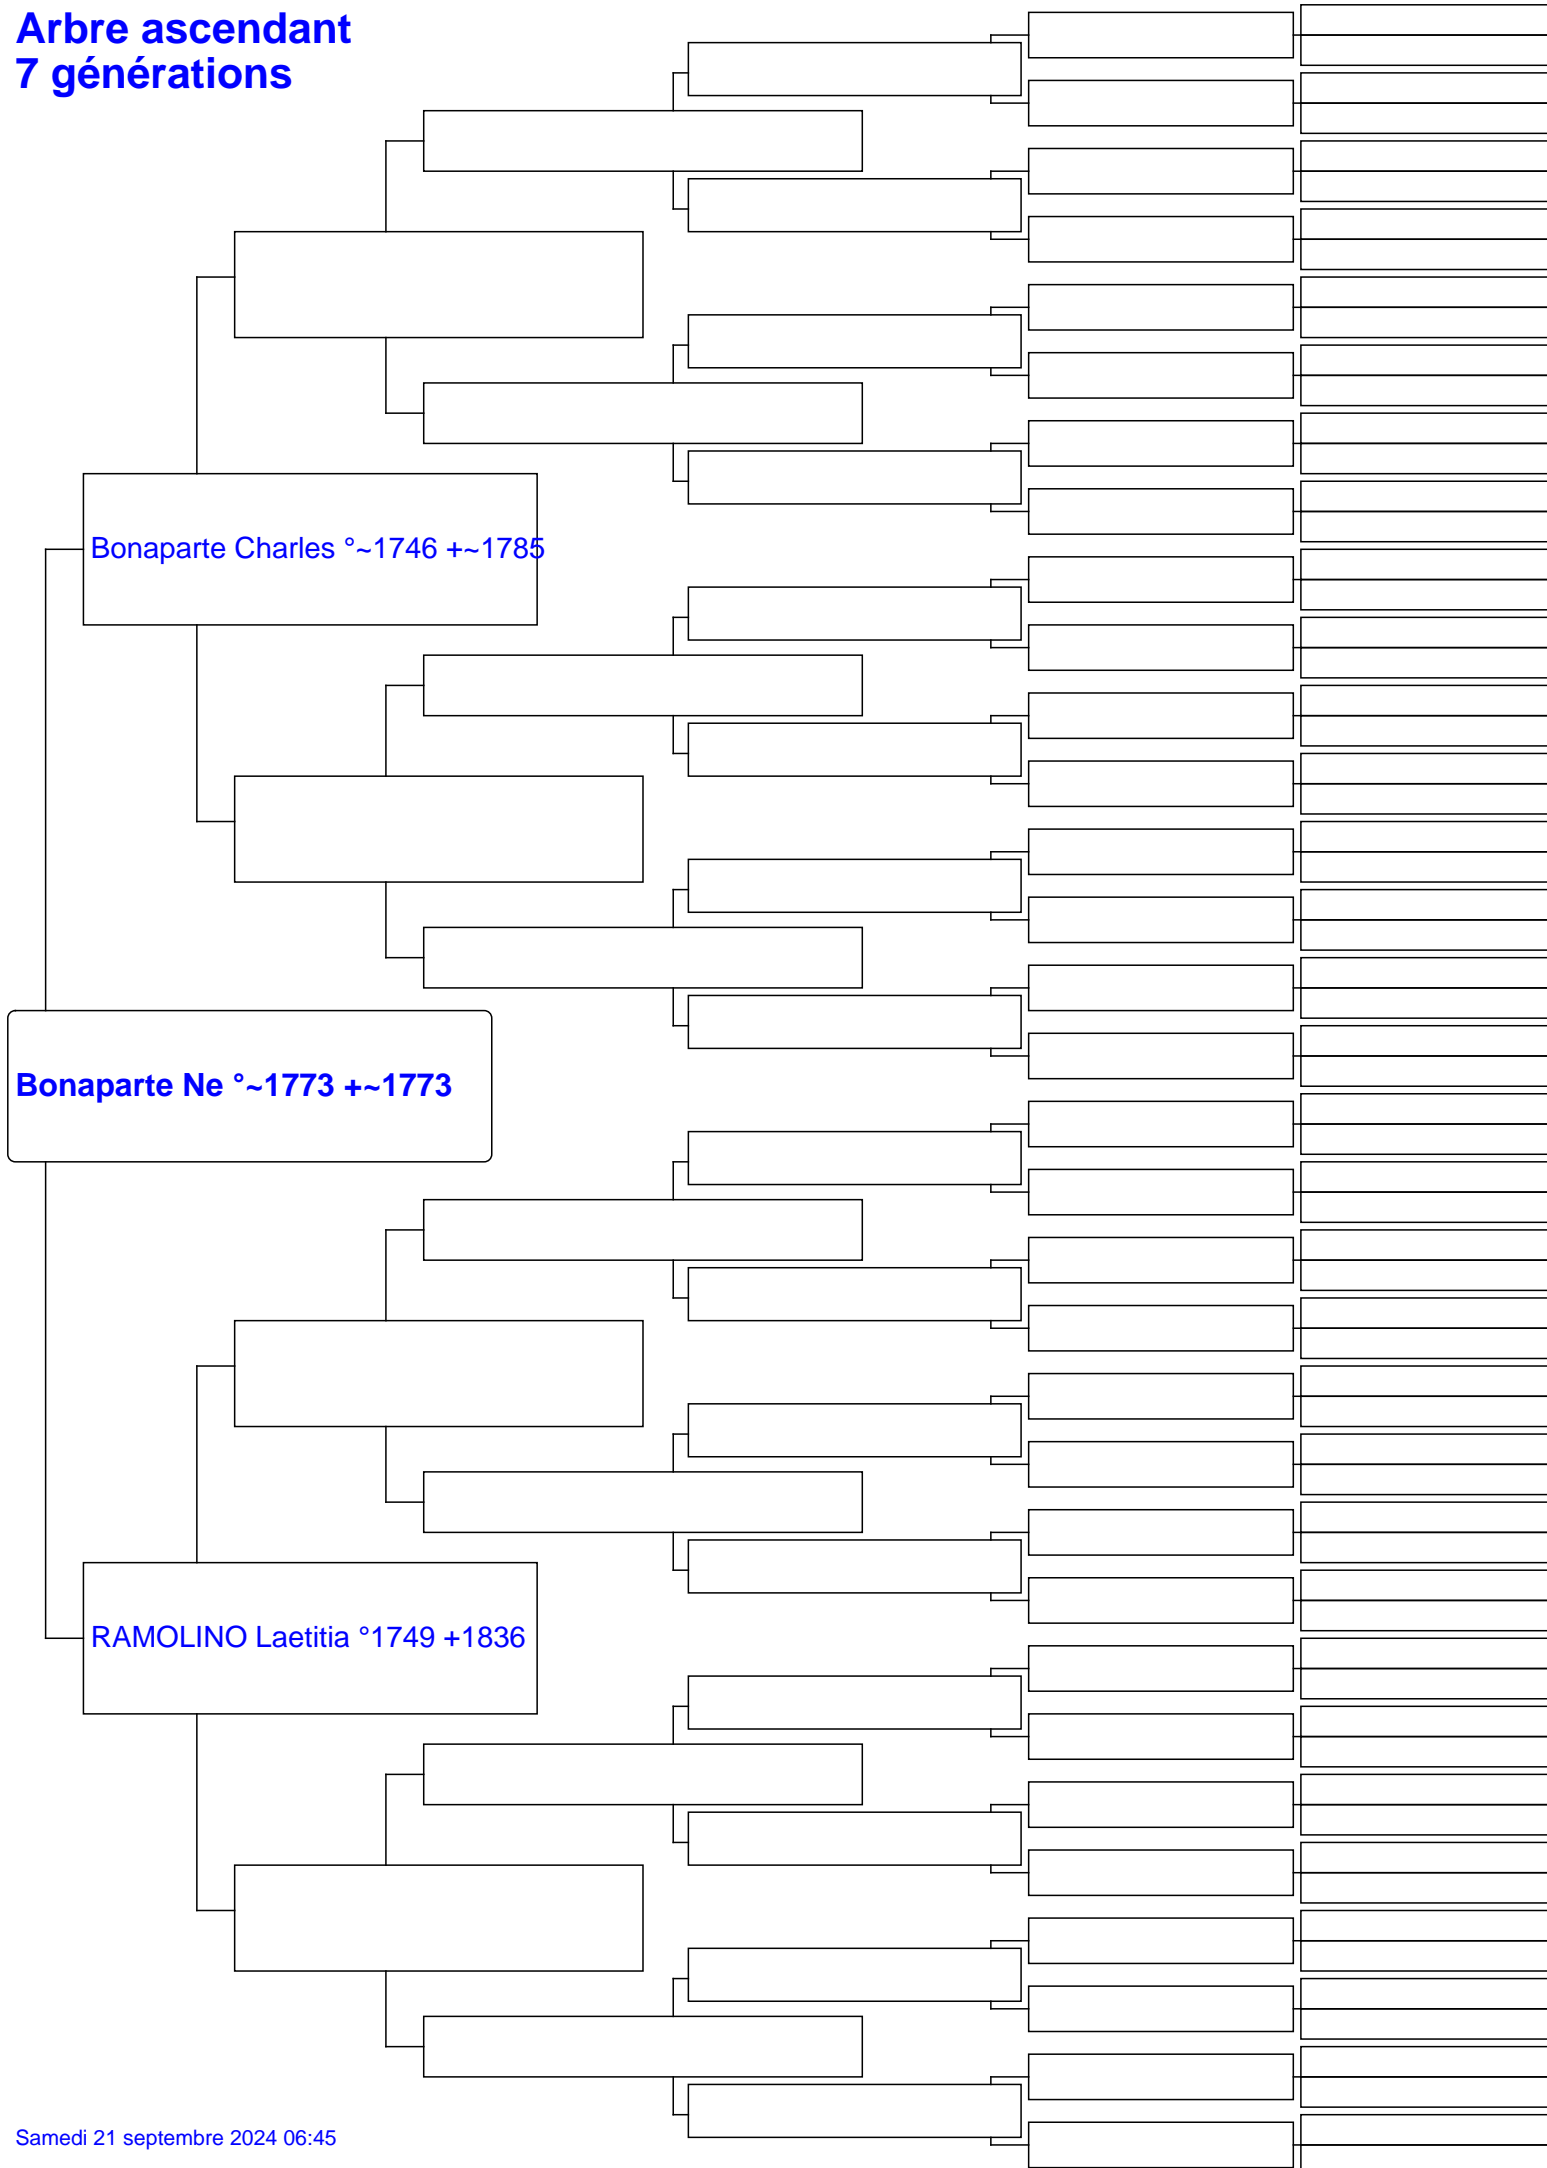 Arbre ascendant
7 générations
Bonaparte Charles °~1746 +~1785
Bonaparte Ne °~1773 +~1773
RAMOLINO Laetitia °1749 +1836
Samedi 21 septembre 2024 06:45